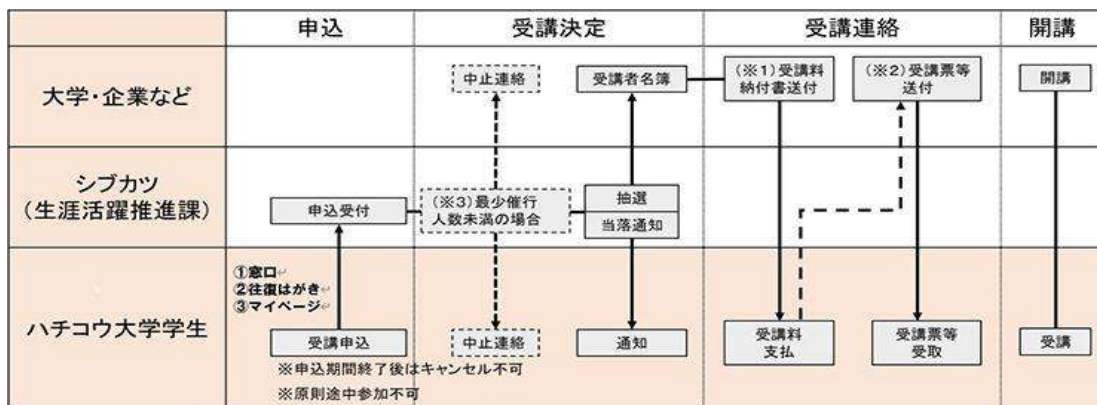 申込
受講決定
受講連絡
開講
大学・企業など
中止連絡
受講者名簿
(※1)受講料
納付書送付
(※2)受講票等
送付
開講
シブカツ
(生涯活躍推進課)
申込受付
(※3)最少催行
人数未満の場合
抽選
当落通知
ハチコウ大学学生
①窓口
②往復はがき
③マイページ
受講申込
中止連絡
通知
受講料
支払
受講票等
受取
受講
※申込期間終了後はキャンセル不可
※原則途中参加不可